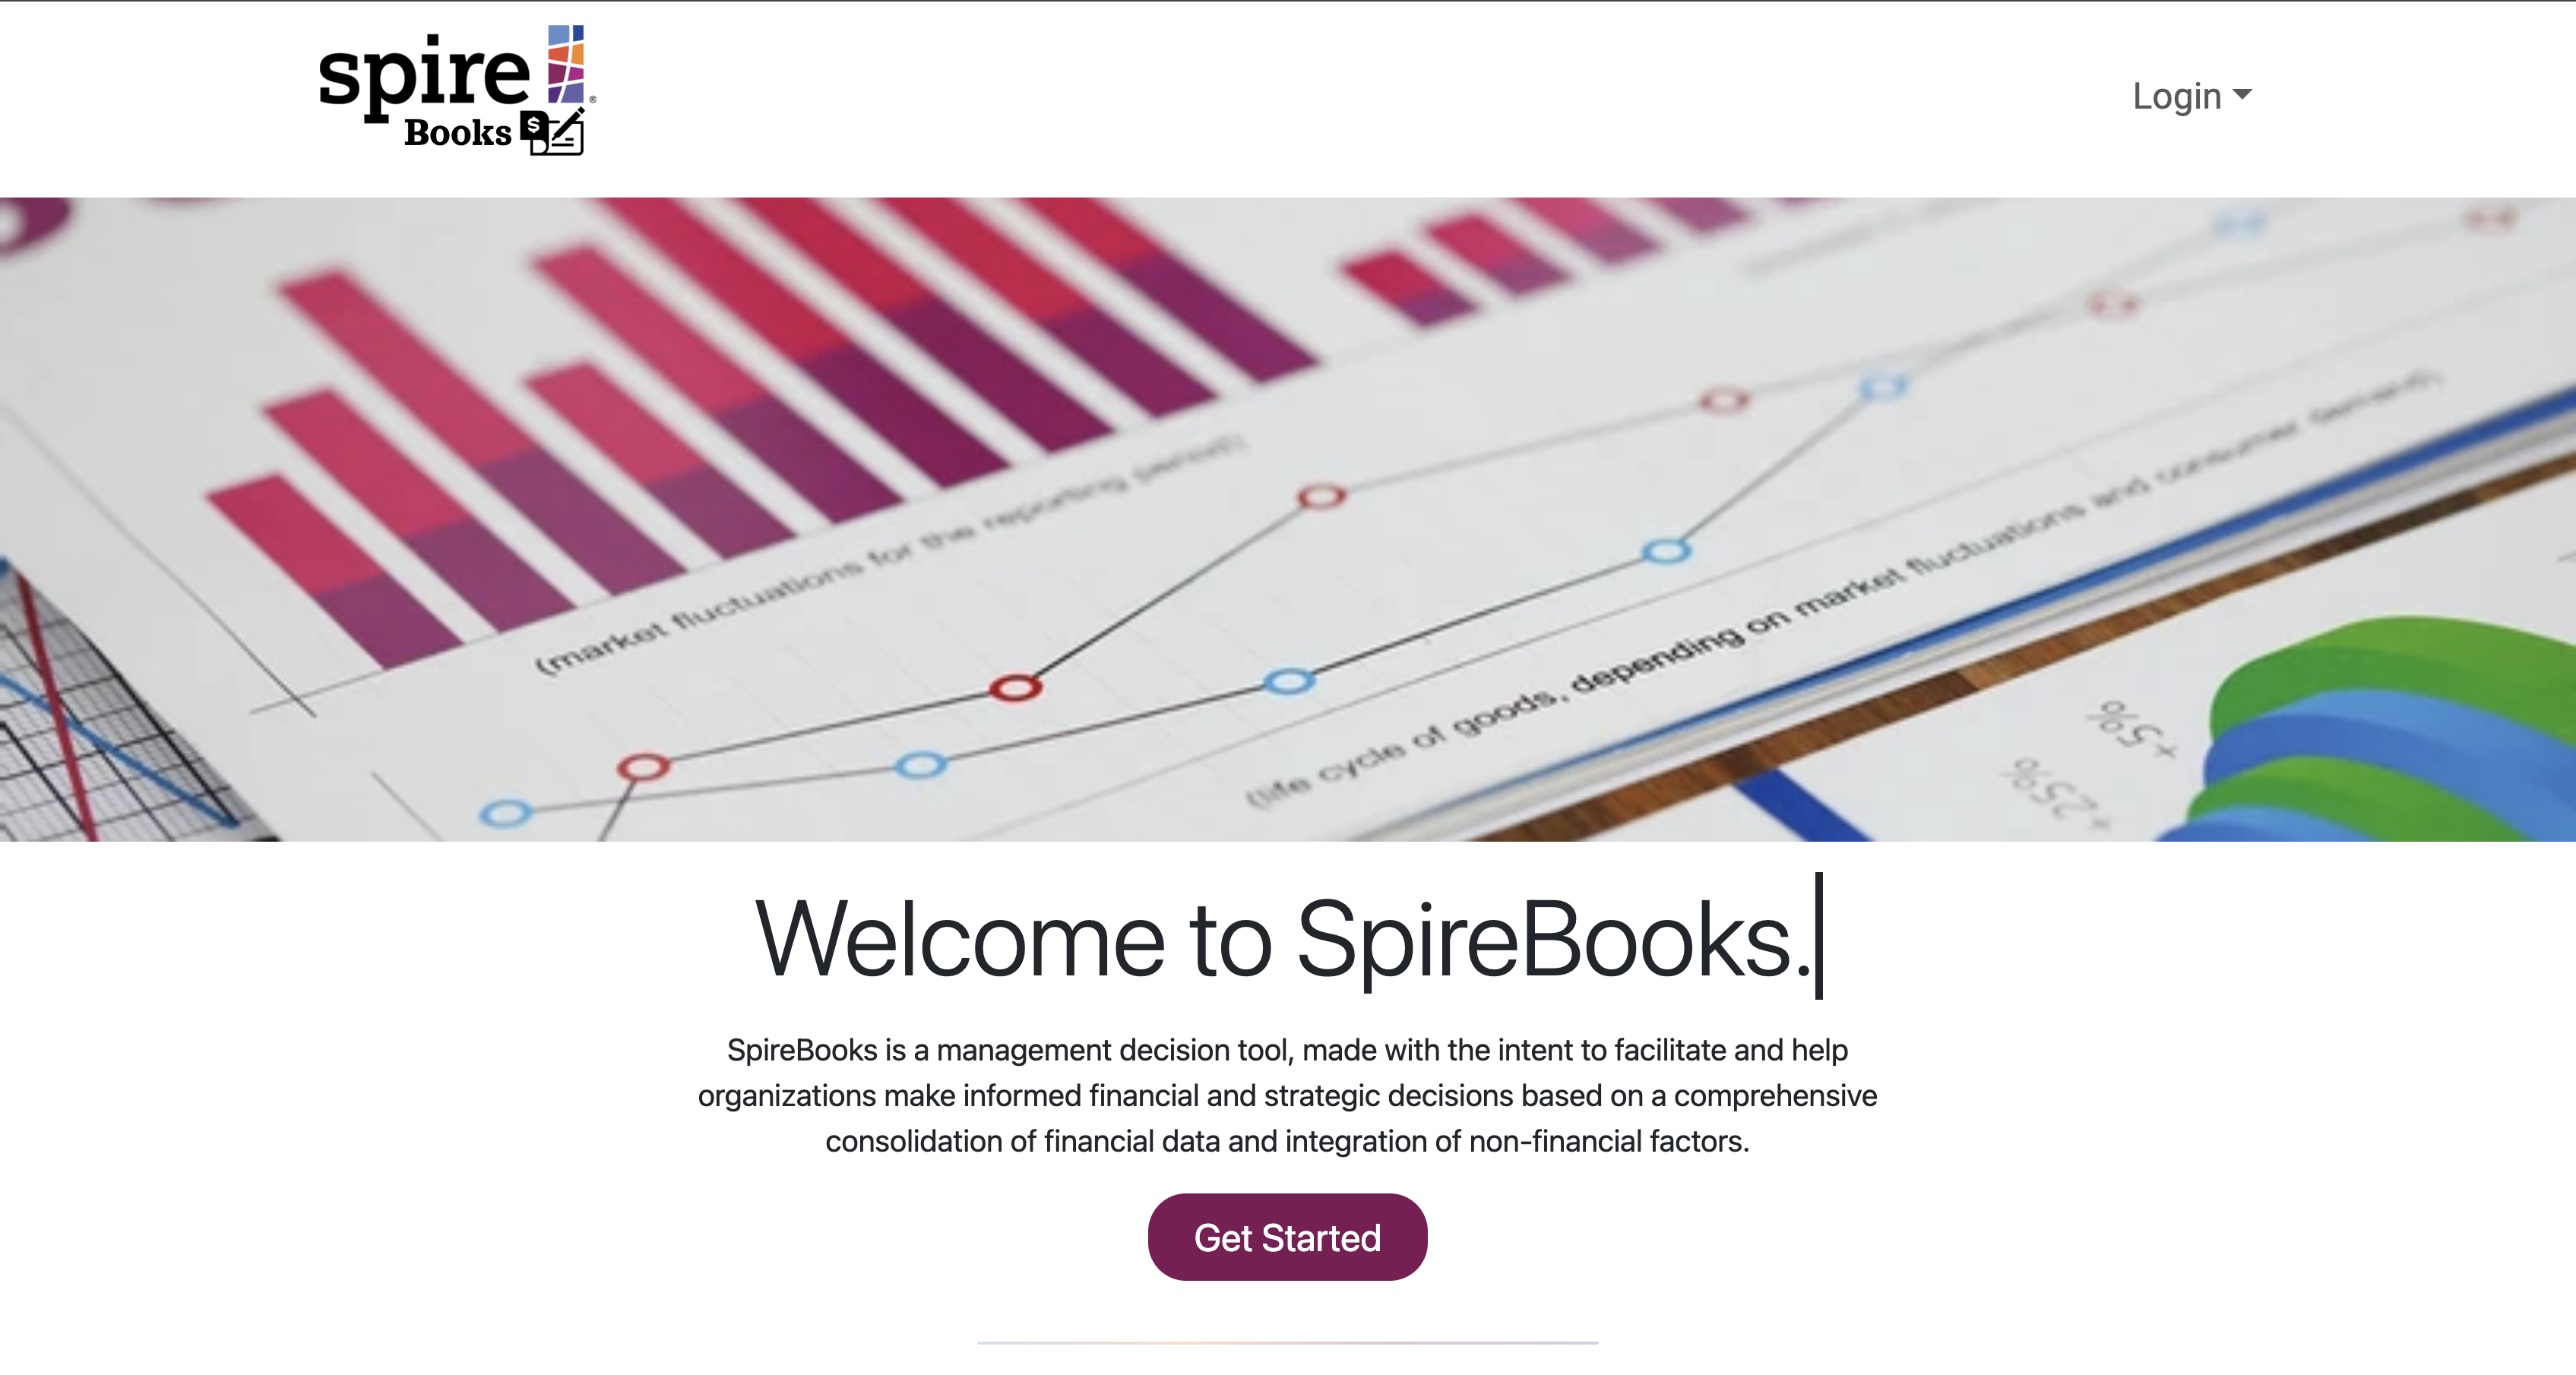 spire
®
Books
$
Login
(market fluctuations for the reporting period)
(life cycle of goods, depending on market fluctuations and consumer demand)
+5%
+25%
Welcome to SpireBooks.
SpireBooks is a management decision tool, made with the intent to facilitate and help
organizations make informed financial and strategic decisions based on a comprehensive
consolidation of financial data and integration of non-financial factors.
Get Started